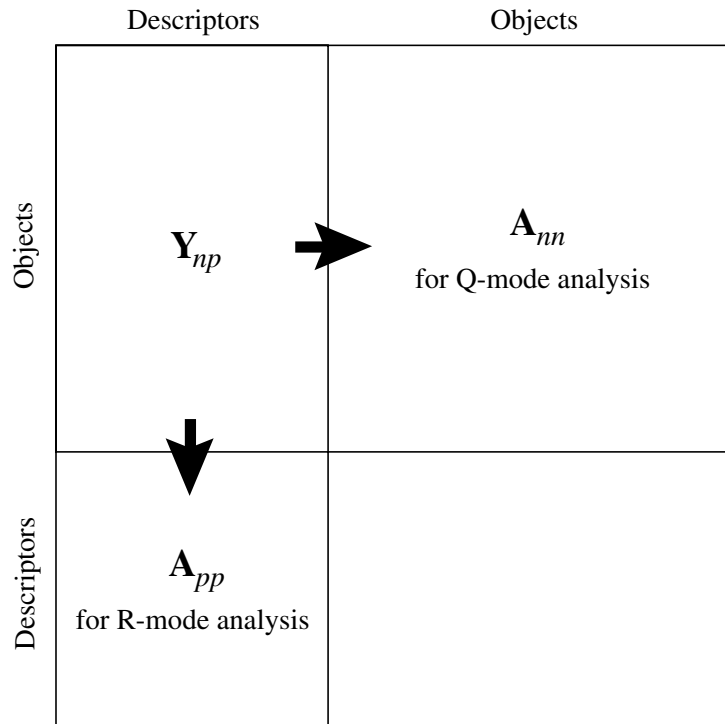 Descriptors Objects
Objects
Y_np
A_nn
for Q-mode analysis
Descriptors
A_pp
for R-mode analysis